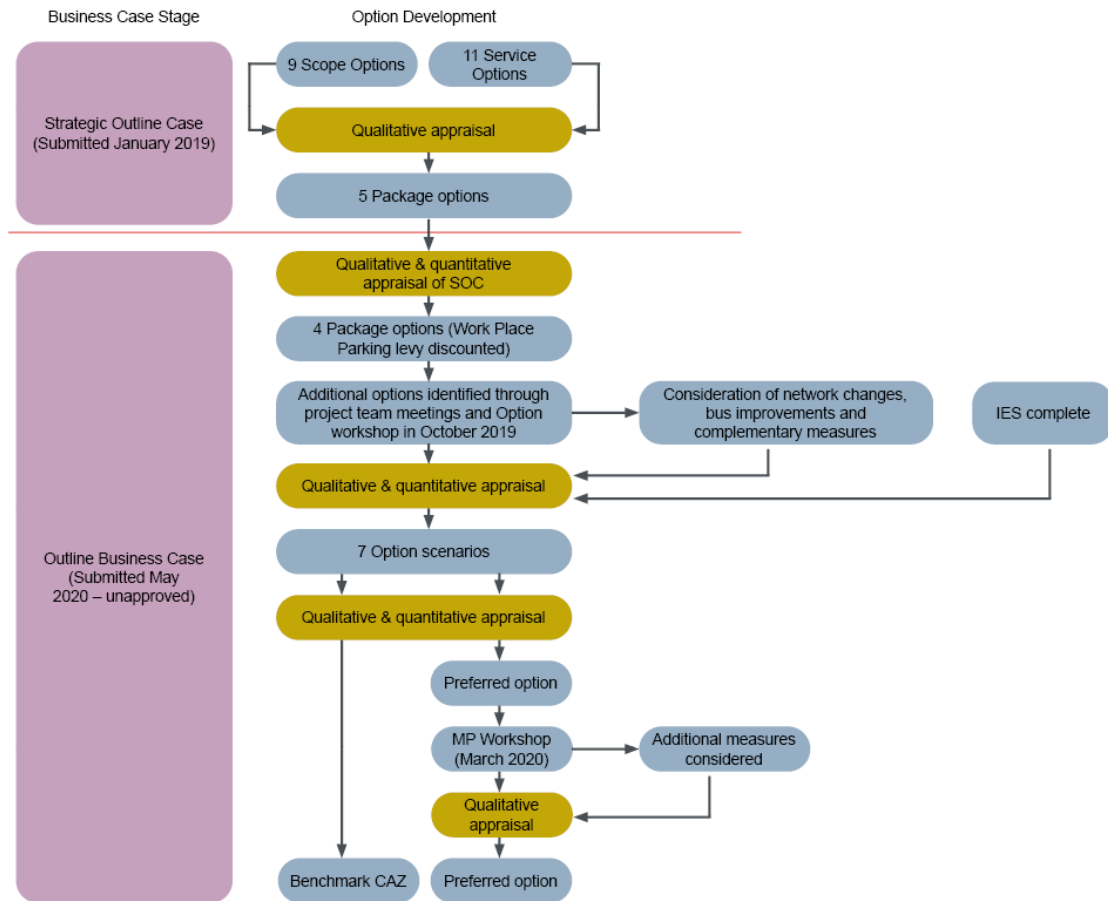 Business Case Stage
Option Development
9 Scope Options
11 Service
Options
Strategic Outline Case
(Submitted January 2019)
Qualitative appraisal
5 Package options
Qualitative & quantitative
appraisal of SOC
4 Package options (Work Place
Parking levy discounted)
Additional options identified through
project team meetings and Option
workshop in October 2019
Consideration of network changes,
bus improvements and
complementary measures
IES complete
Qualitative & quantitative appraisal
Outline Business Case
(Submitted May
2020 – unapproved)
7 Option scenarios
Qualitative & quantitative appraisal
Preferred option
MP Workshop
(March 2020)
Additional measures
considered
Qualitative
appraisal
Benchmark CAZ
Preferred option